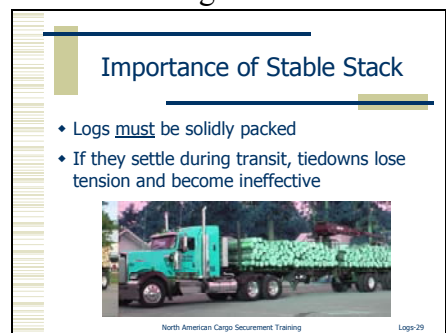 Importance of Stable Stack
Logs must be solidly packed
If they settle during transit, tiedowns lose
tension and become ineffective
North American Cargo Securement Training
Logs-29